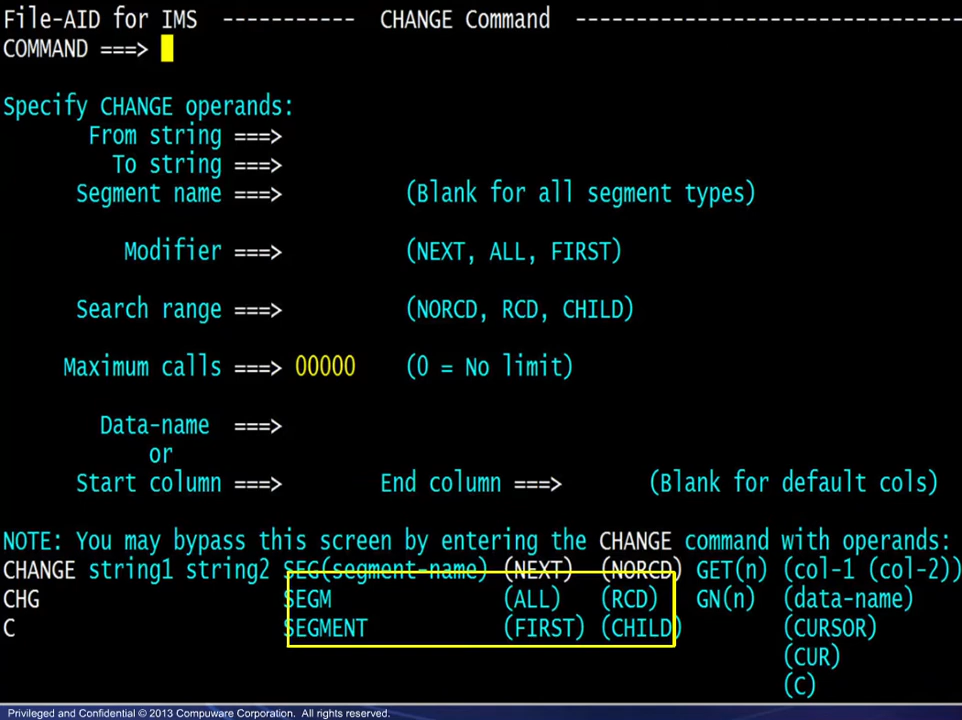 File-AID for IMS ----------- CHANGE Command --------------------------------
COMMAND ===>
Specify CHANGE operands:
From string ===>
To string ===>
Segment name ===> (Blank for all segment types)
Modifier ===> (NEXT, ALL, FIRST)
Search range ===> (NORCD, RCD, CHILD)
Maximum calls ===> 00000 (0 = No limit)
Data-name ===>
or
Start column ===> End column ===> (Blank for default cols)
NOTE: You may bypass this screen by entering the CHANGE command with operands:
CHANGE string1 string2 SEG(segment-name) (NEXT) (NORCD) GET(n) (col-1 (col-2))
CHG SEGM (ALL) (RCD) GN(n) (data-name)
C SEGMENT (FIRST) (CHILD) (CURSOR)
(CUR)
(C)
Privileged and Confidential © 2013 Compuware Corporation. All rights reserved.